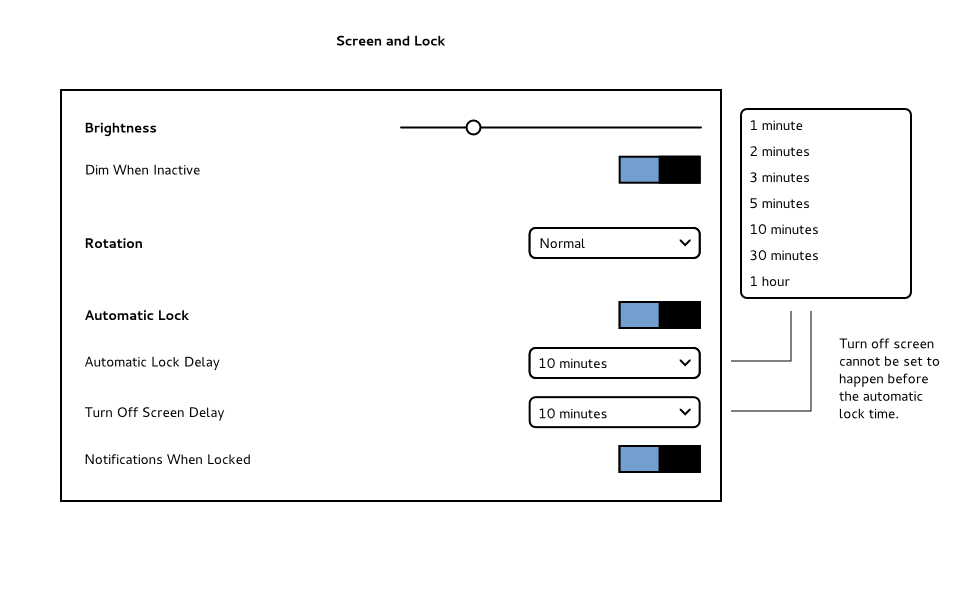 Screen and Lock
Brightness
Dim When Inactive
Rotation
Normal
Automatic Lock
Automatic Lock Delay
10 minutes
Turn Off Screen Delay
10 minutes
Notifications When Locked
1 minute
2 minutes
3 minutes
5 minutes
10 minutes
30 minutes
1 hour
Turn off screen
cannot be set to
happen before
the automatic
lock time.